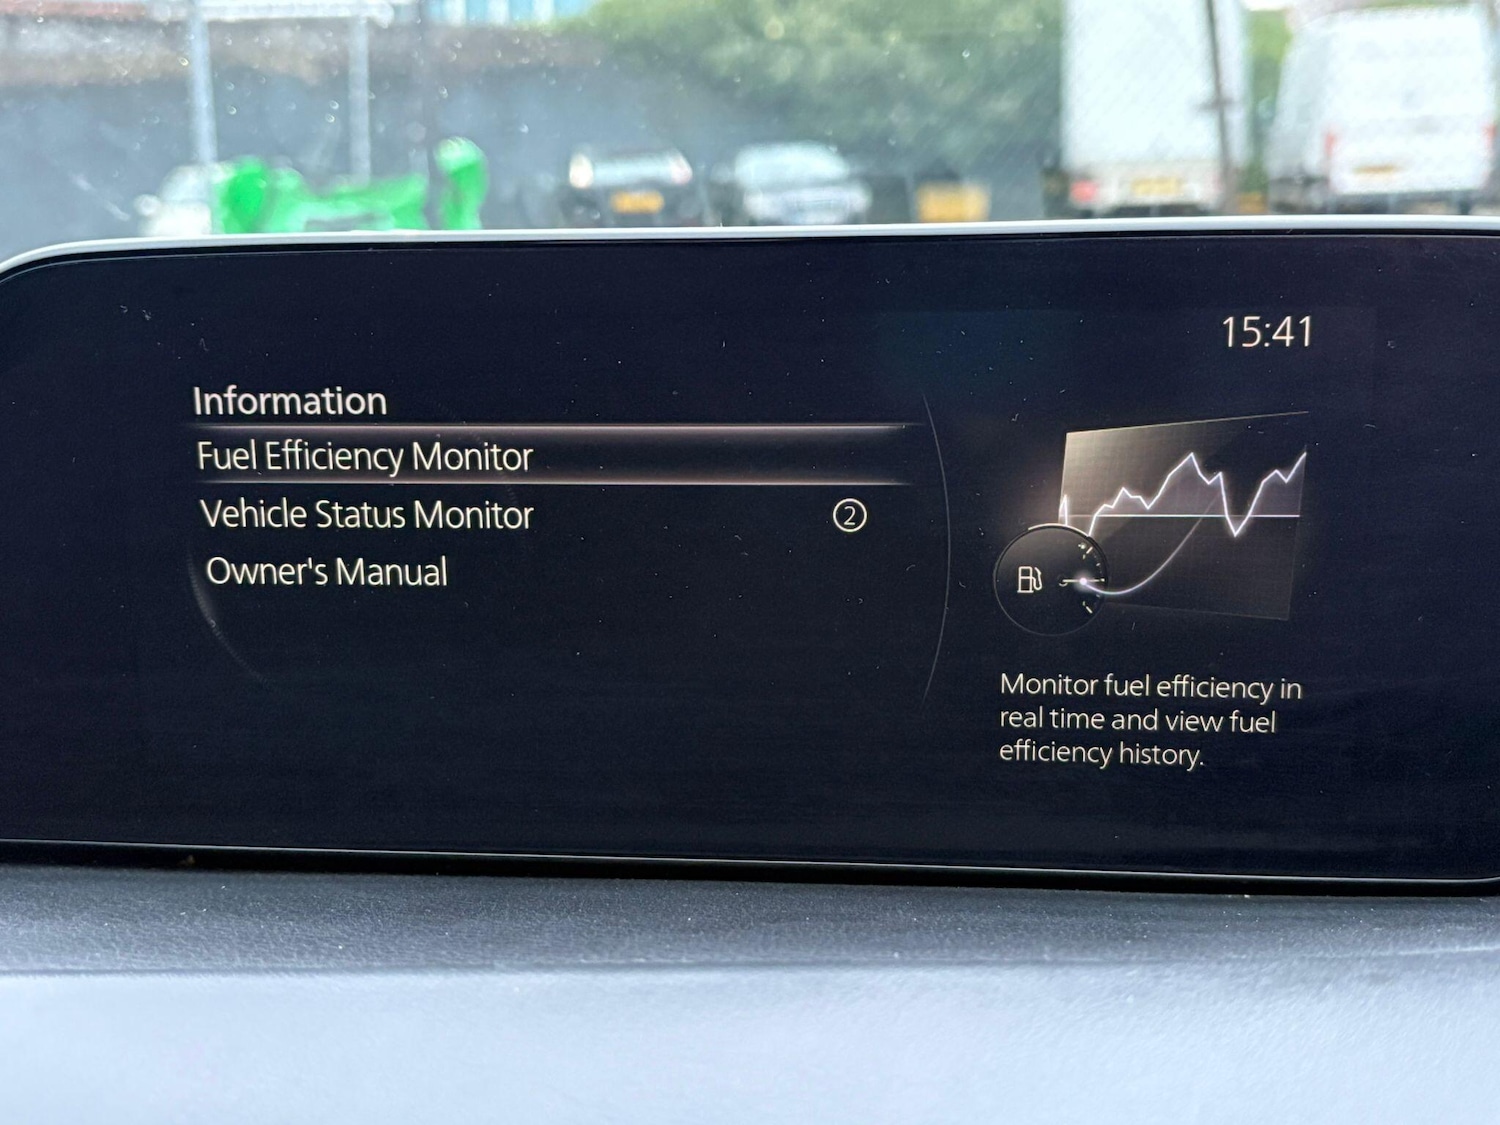 15:41
Information
Fuel Efficiency Monitor
Vehicle Status Monitor 2
Owner's Manual
Monitor fuel efficiency in
real time and view fuel
efficiency history.